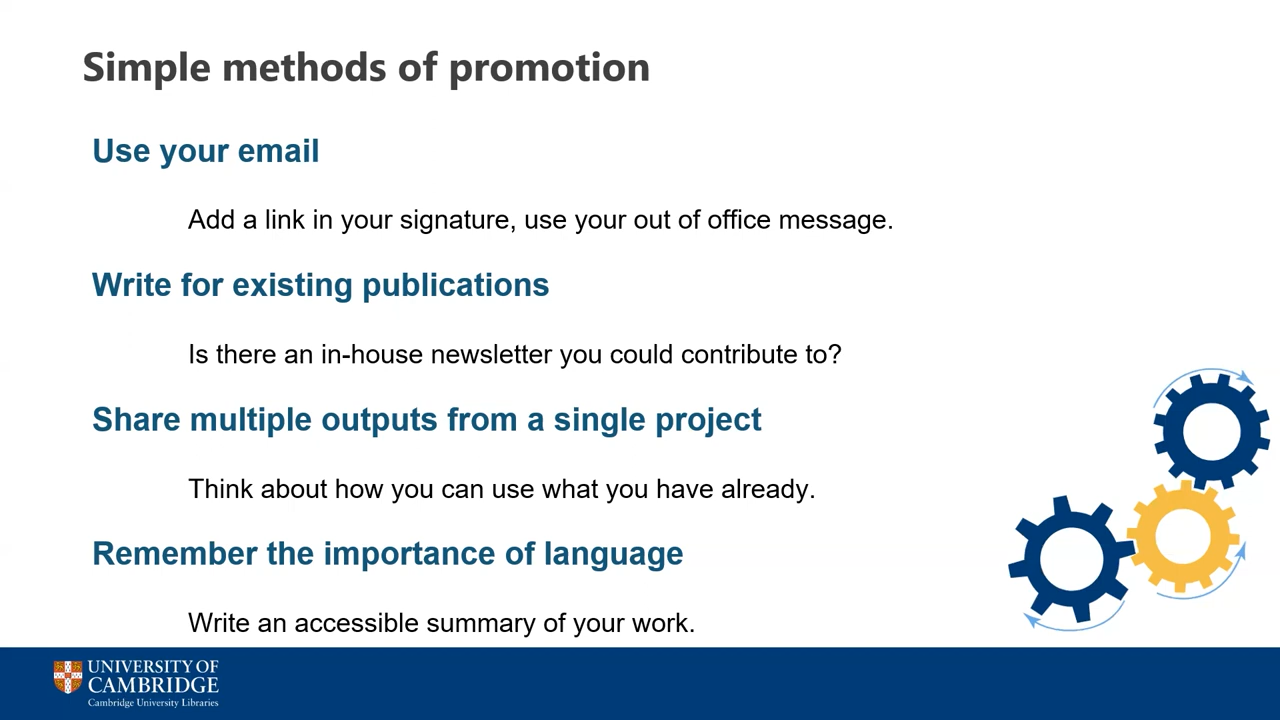 Simple methods of promotion
Use your email
Add a link in your signature, use your out of office message.
Write for existing publications
Is there an in-house newsletter you could contribute to?
Share multiple outputs from a single project
Think about how you can use what you have already.
Remember the importance of language
Write an accessible summary of your work.
UNIVERSITY OF
CAMBRIDGE
Cambridge University Libraries